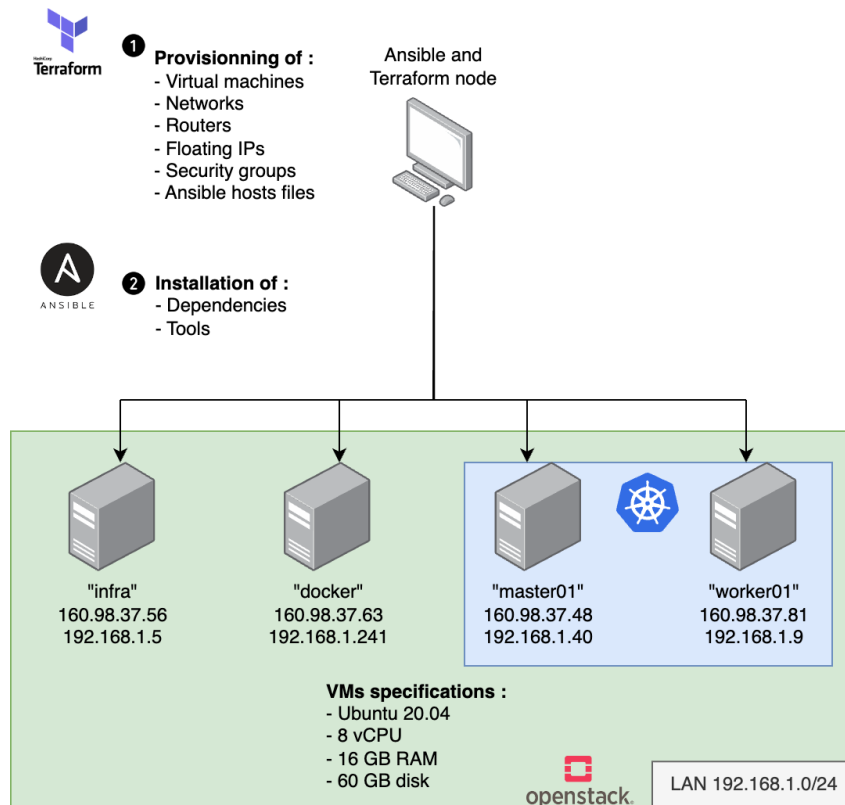 HashiCorp
Terraform
1
Provisionning of :
- Virtual machines
- Networks
- Routers
- Floating IPs
- Security groups
- Ansible hosts files
Ansible and
Terraform node
A
ANSIBLE
2
Installation of :
- Dependencies
- Tools
"infra"
160.98.37.56
192.168.1.5
"docker"
160.98.37.63
192.168.1.241
"master01"
160.98.37.48
192.168.1.40
"worker01"
160.98.37.81
192.168.1.9
VMs specifications :
- Ubuntu 20.04
- 8 vCPU
- 16 GB RAM
- 60 GB disk
openstack.
LAN 192.168.1.0/24